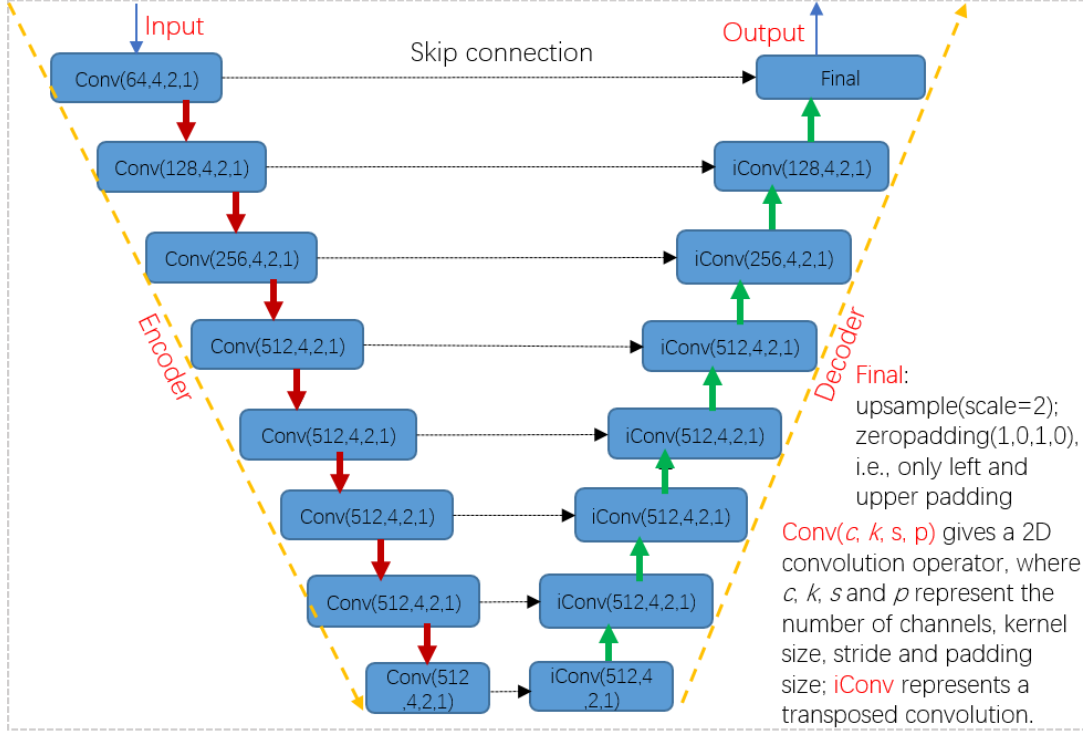 Input
Output
Skip connection
Conv(64,4,2,1)
Final
Conv(128,4,2,1)
iConv(128,4,2,1)
Conv(256,4,2,1)
iConv(256,4,2,1)
Encoder
Decoder
Conv(512,4,2,1)
iConv(512,4,2,1)
Conv(512,4,2,1)
iConv(512,4,2,1)
Conv(512,4,2,1)
iConv(512,4,2,1)
Conv(512,4,2,1)
iConv(512,4,2,1)
Conv(512
,4,2,1)
iConv(512,4
,2,1)
Final:
upsample(scale=2);
zeropadding(1,0,1,0),
i.e., only left and
upper padding
Conv(c, k, s, p) gives a 2D
convolution operator, where
c, k, s and p represent the
number of channels, kernel
size, stride and padding
size; iConv represents a
transposed convolution.